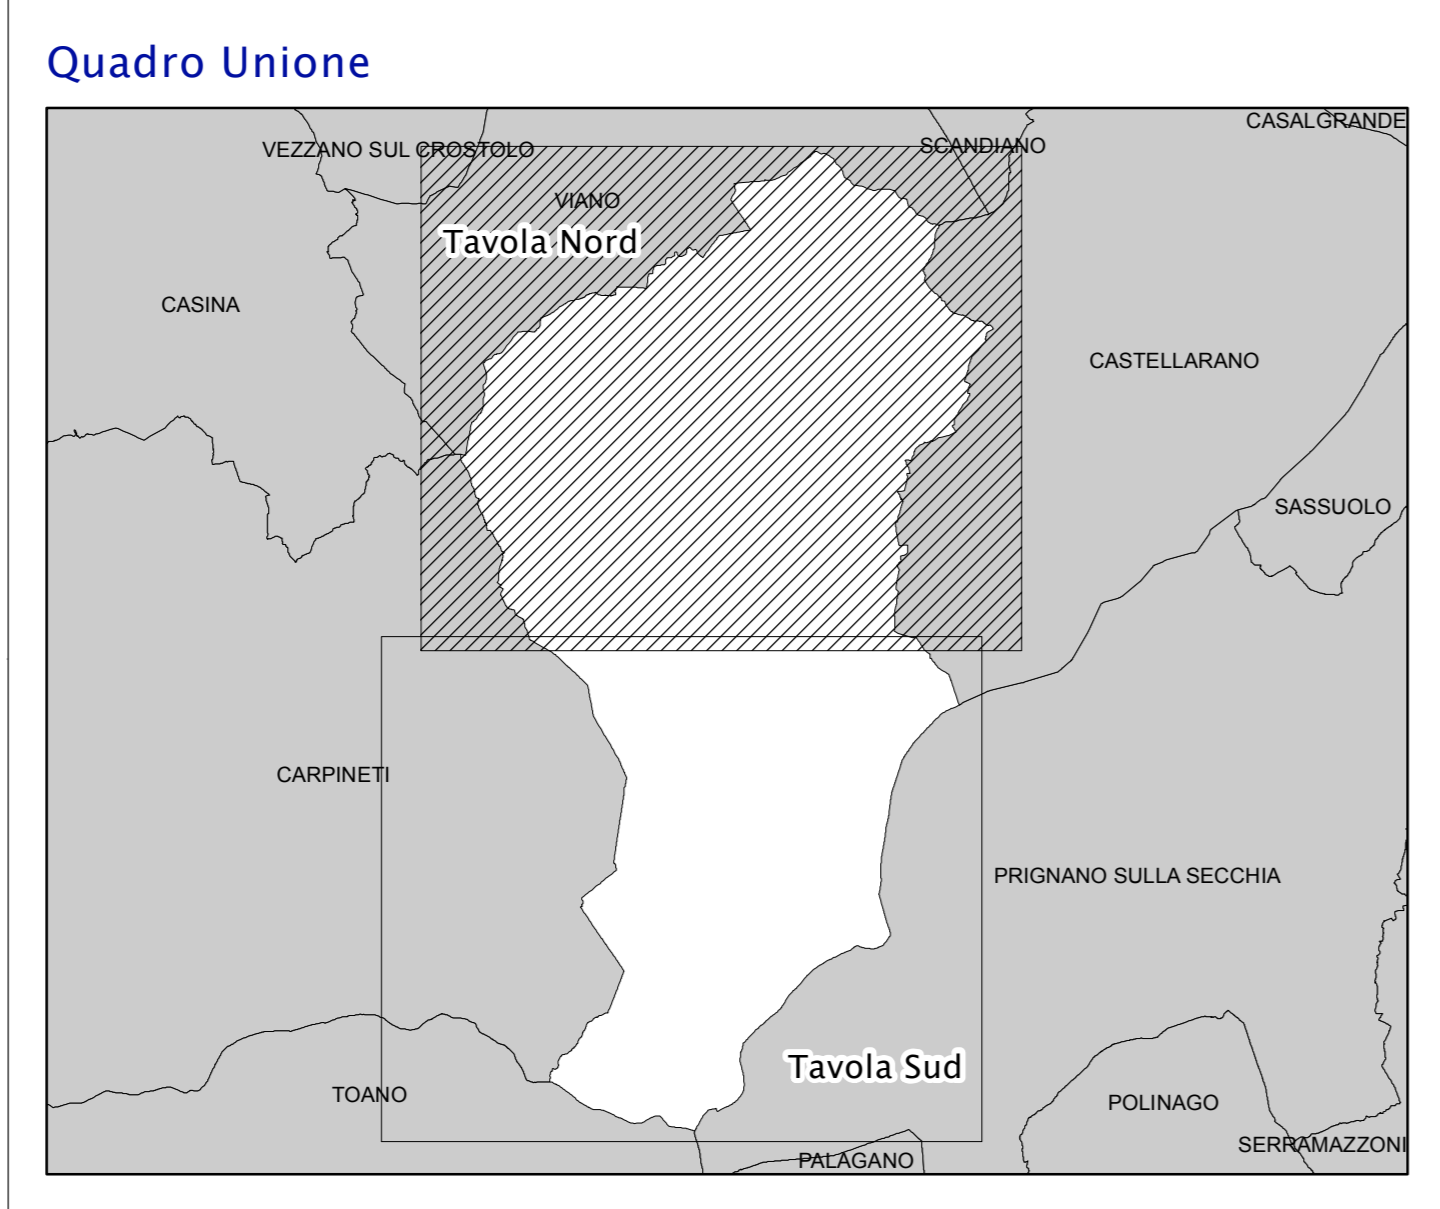 Quadro Unione
CASALGRANDE
VEZZANO SUL CROSTOLO
SCANDIANO
VIANO
Tavola Nord
CASINA
CASTELLARANO
SASSUOLO
CARPINETI
PRIGNANO SULLA SECCHIA
Tavola Sud
TOANO
POLINAGO
SERRAMAZZONI
PALAGANO